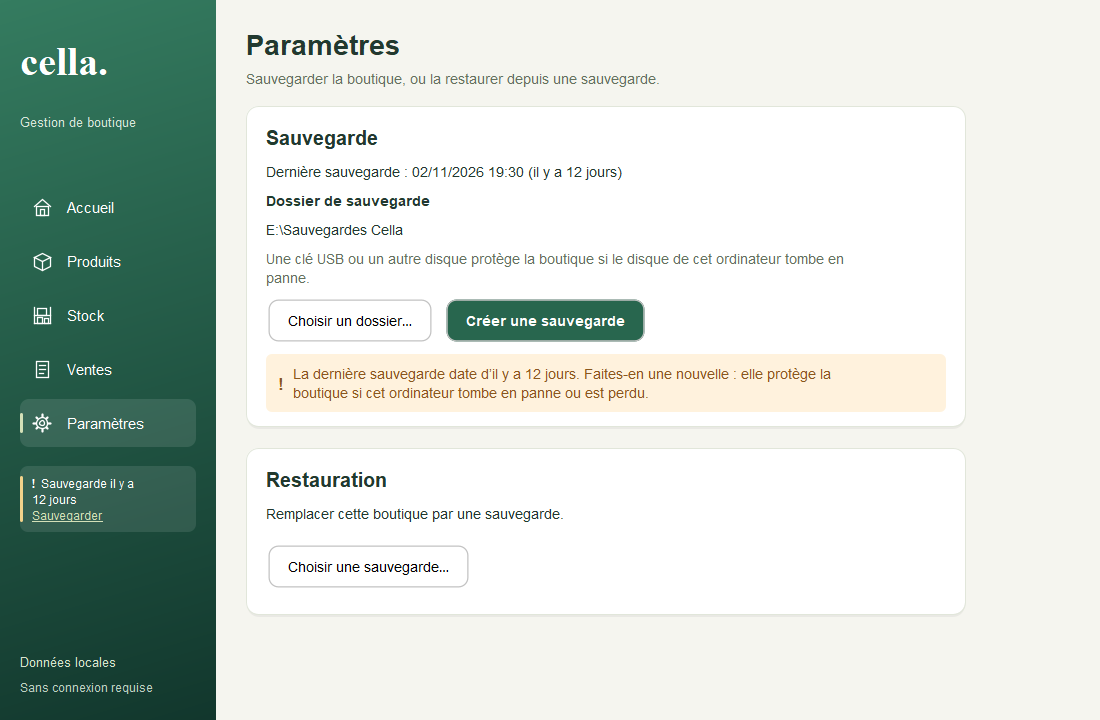 cella.
Gestion de boutique
Accueil
Produits
Stock
Ventes
Paramètres
! Sauvegarde il y a
12 jours
Sauvegarder
Données locales
Sans connexion requise
Paramètres
Sauvegarder la boutique, ou la restaurer depuis une sauvegarde.
Sauvegarde
Dernière sauvegarde : 02/11/2026 19:30 (il y a 12 jours)
Dossier de sauvegarde
E:\Sauvegardes Cella
Une clé USB ou un autre disque protège la boutique si le disque de cet ordinateur tombe en
panne.
Choisir un dossier...
Créer une sauvegarde
! La dernière sauvegarde date d'il y a 12 jours. Faites-en une nouvelle : elle protège la
boutique si cet ordinateur tombe en panne ou est perdu.
Restauration
Remplacer cette boutique par une sauvegarde.
Choisir une sauvegarde...